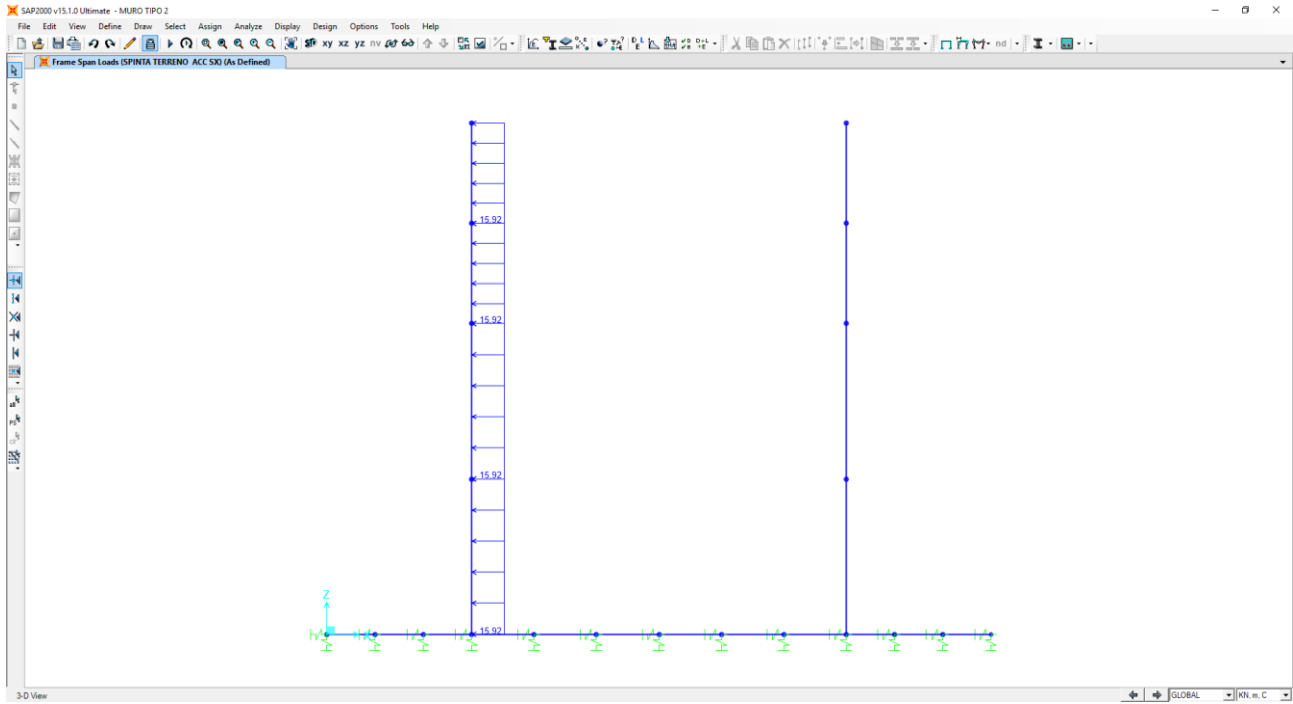 SAP2000 v15.1.0 Ultimate - MURO TIPO 2
File Edit View Define Draw Select Assign Analyze Display Design Options Tools Help
xy xz yz nv nd
Frame Span Loads (SPINTA TERRENO ACC SX) (As Defined)
15.92
15.92
15.92
15.92
Z
X
3-D View
GLOBAL
KN, m, C